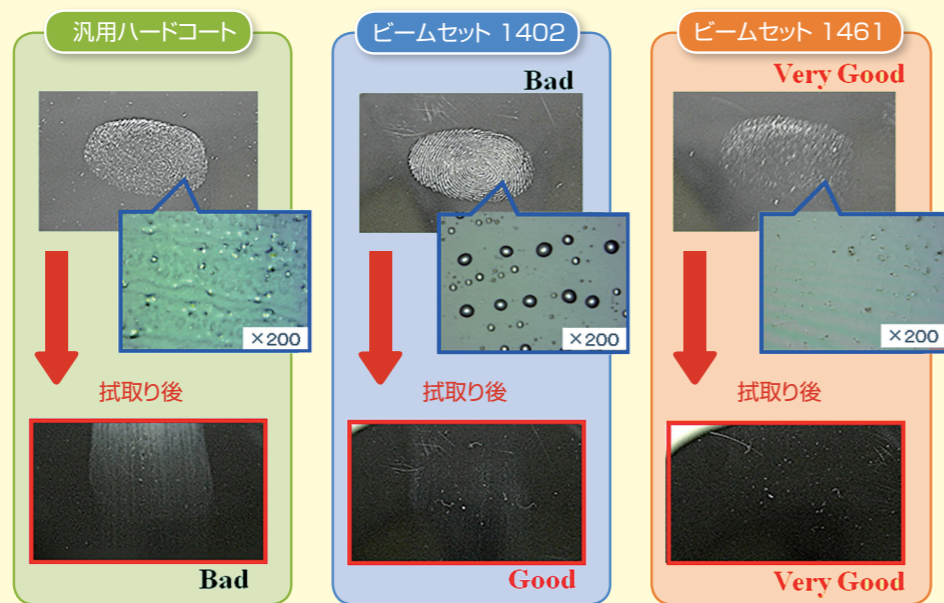 汎用ハードコート
×200
拭取り後
Bad
ビームセット 1402
Bad
×200
拭取り後
Good
ビームセット 1461
Very Good
×200
拭取り後
Very Good